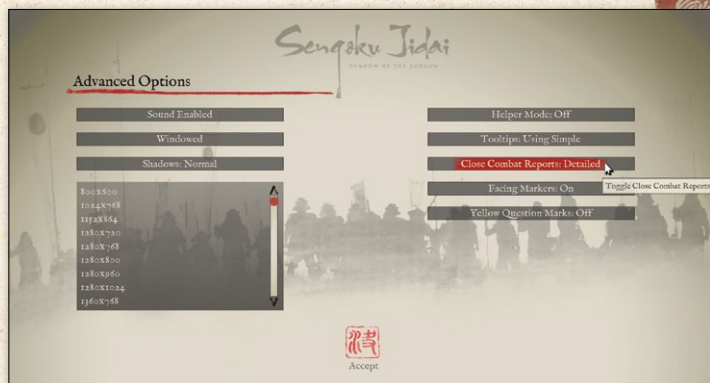 Sengoku Jidai
SHADOW OF THE SHOGUN
Advanced Options
Sound Enabled
Windowed
Shadows: Normal
800x600
1024x768
1152x864
1280x720
1280x768
1280x800
1280x960
1280x1024
1360x768
Helper Mode: Off
Tooltips: Using Simple
Close Combat Reports: Detailed
Toggle Close Combat Reports
Facing Markers: On
Yellow Question Marks: Off
Accept